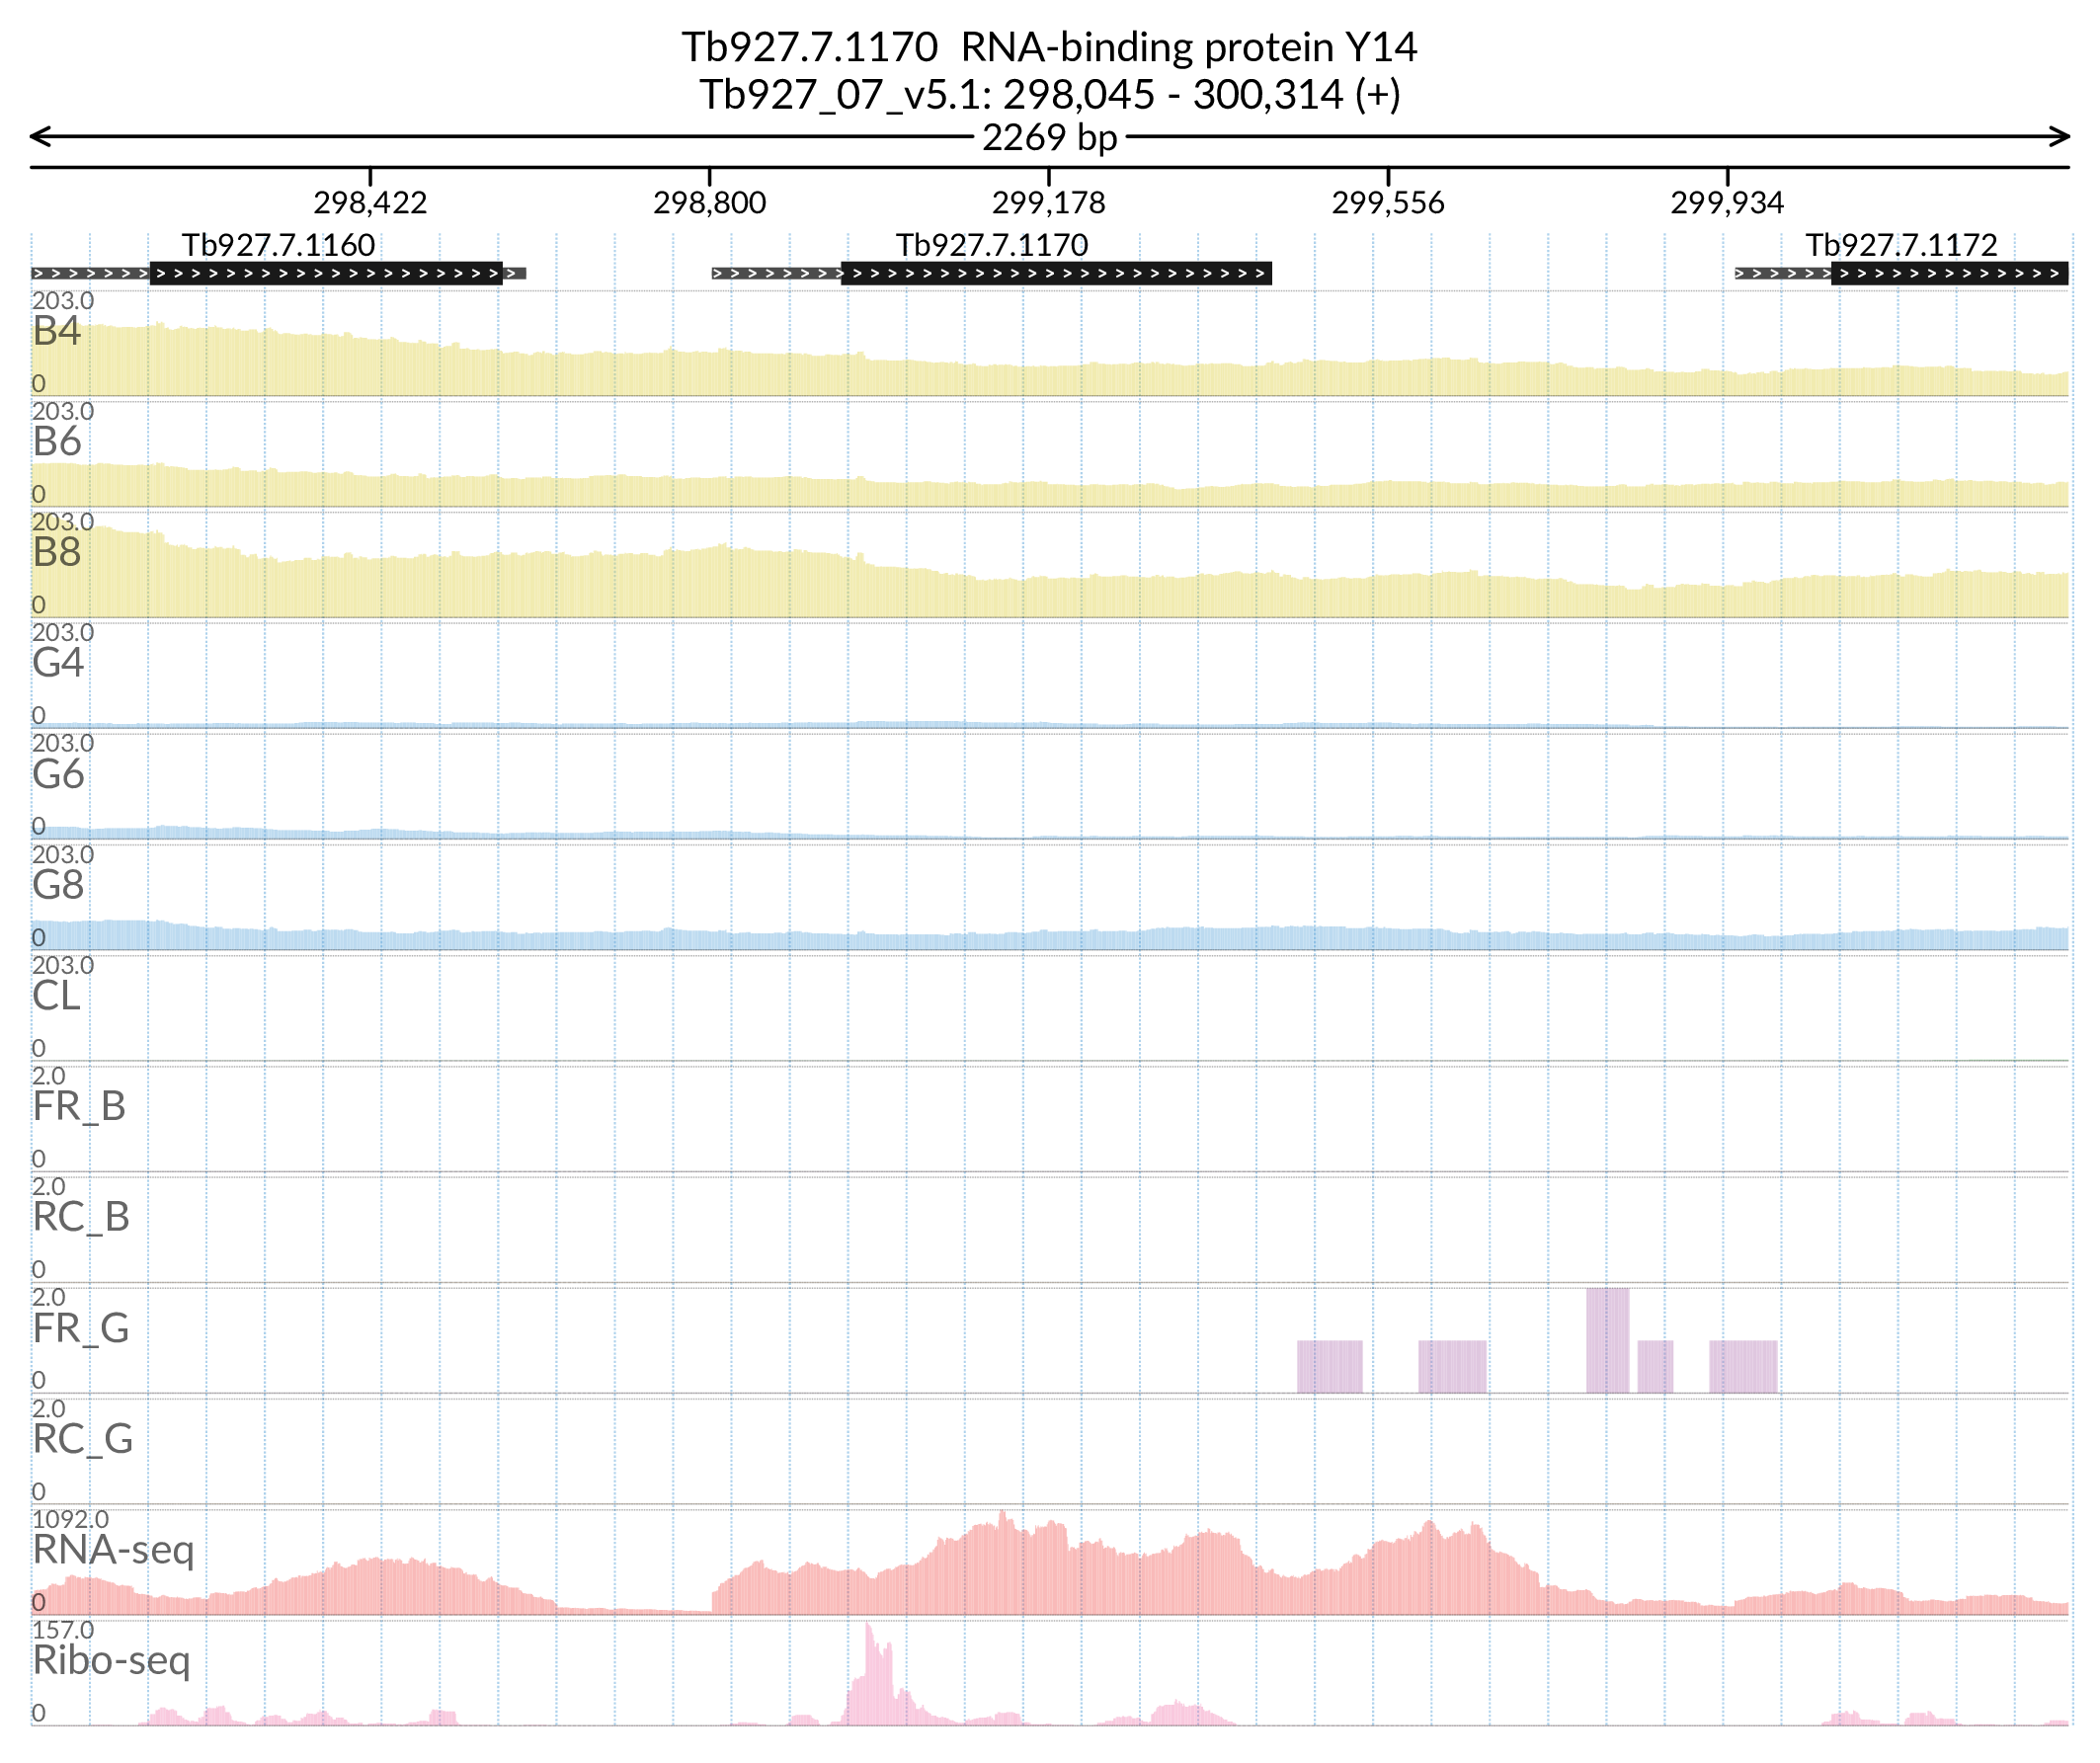 Tb927.7.1170 RNA-binding protein Y14
Tb927_07_v5.1: 298,045 - 300,314 (+)
2269 bp
298,422 298,800 299,178 299,556 299,934
Tb927.7.1160 Tb927.7.1170 Tb927.7.1172
203.0
B4
0
203.0
B6
0
203.0
B8
0
203.0
G4
0
203.0
G6
0
203.0
G8
0
203.0
CL
0
2.0
FR_B
0
2.0
RC_B
0
2.0
FR_G
0
2.0
RC_G
0
1092.0
RNA-seq
0
157.0
Ribo-seq
0